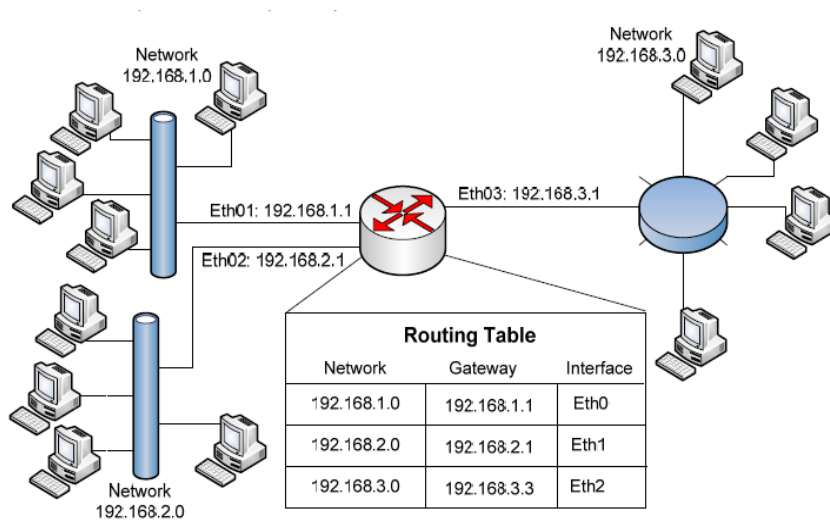 Network
192.168.1.0
Network
192.168.3.0
Eth01: 192.168.1.1
Eth03: 192.168.3.1
Eth02: 192.168.2.1
Routing Table
Network Gateway Interface
192.168.1.0 192.168.1.1 Eth0
192.168.2.0 192.168.2.1 Eth1
192.168.3.0 192.168.3.3 Eth2
Network
192.168.2.0